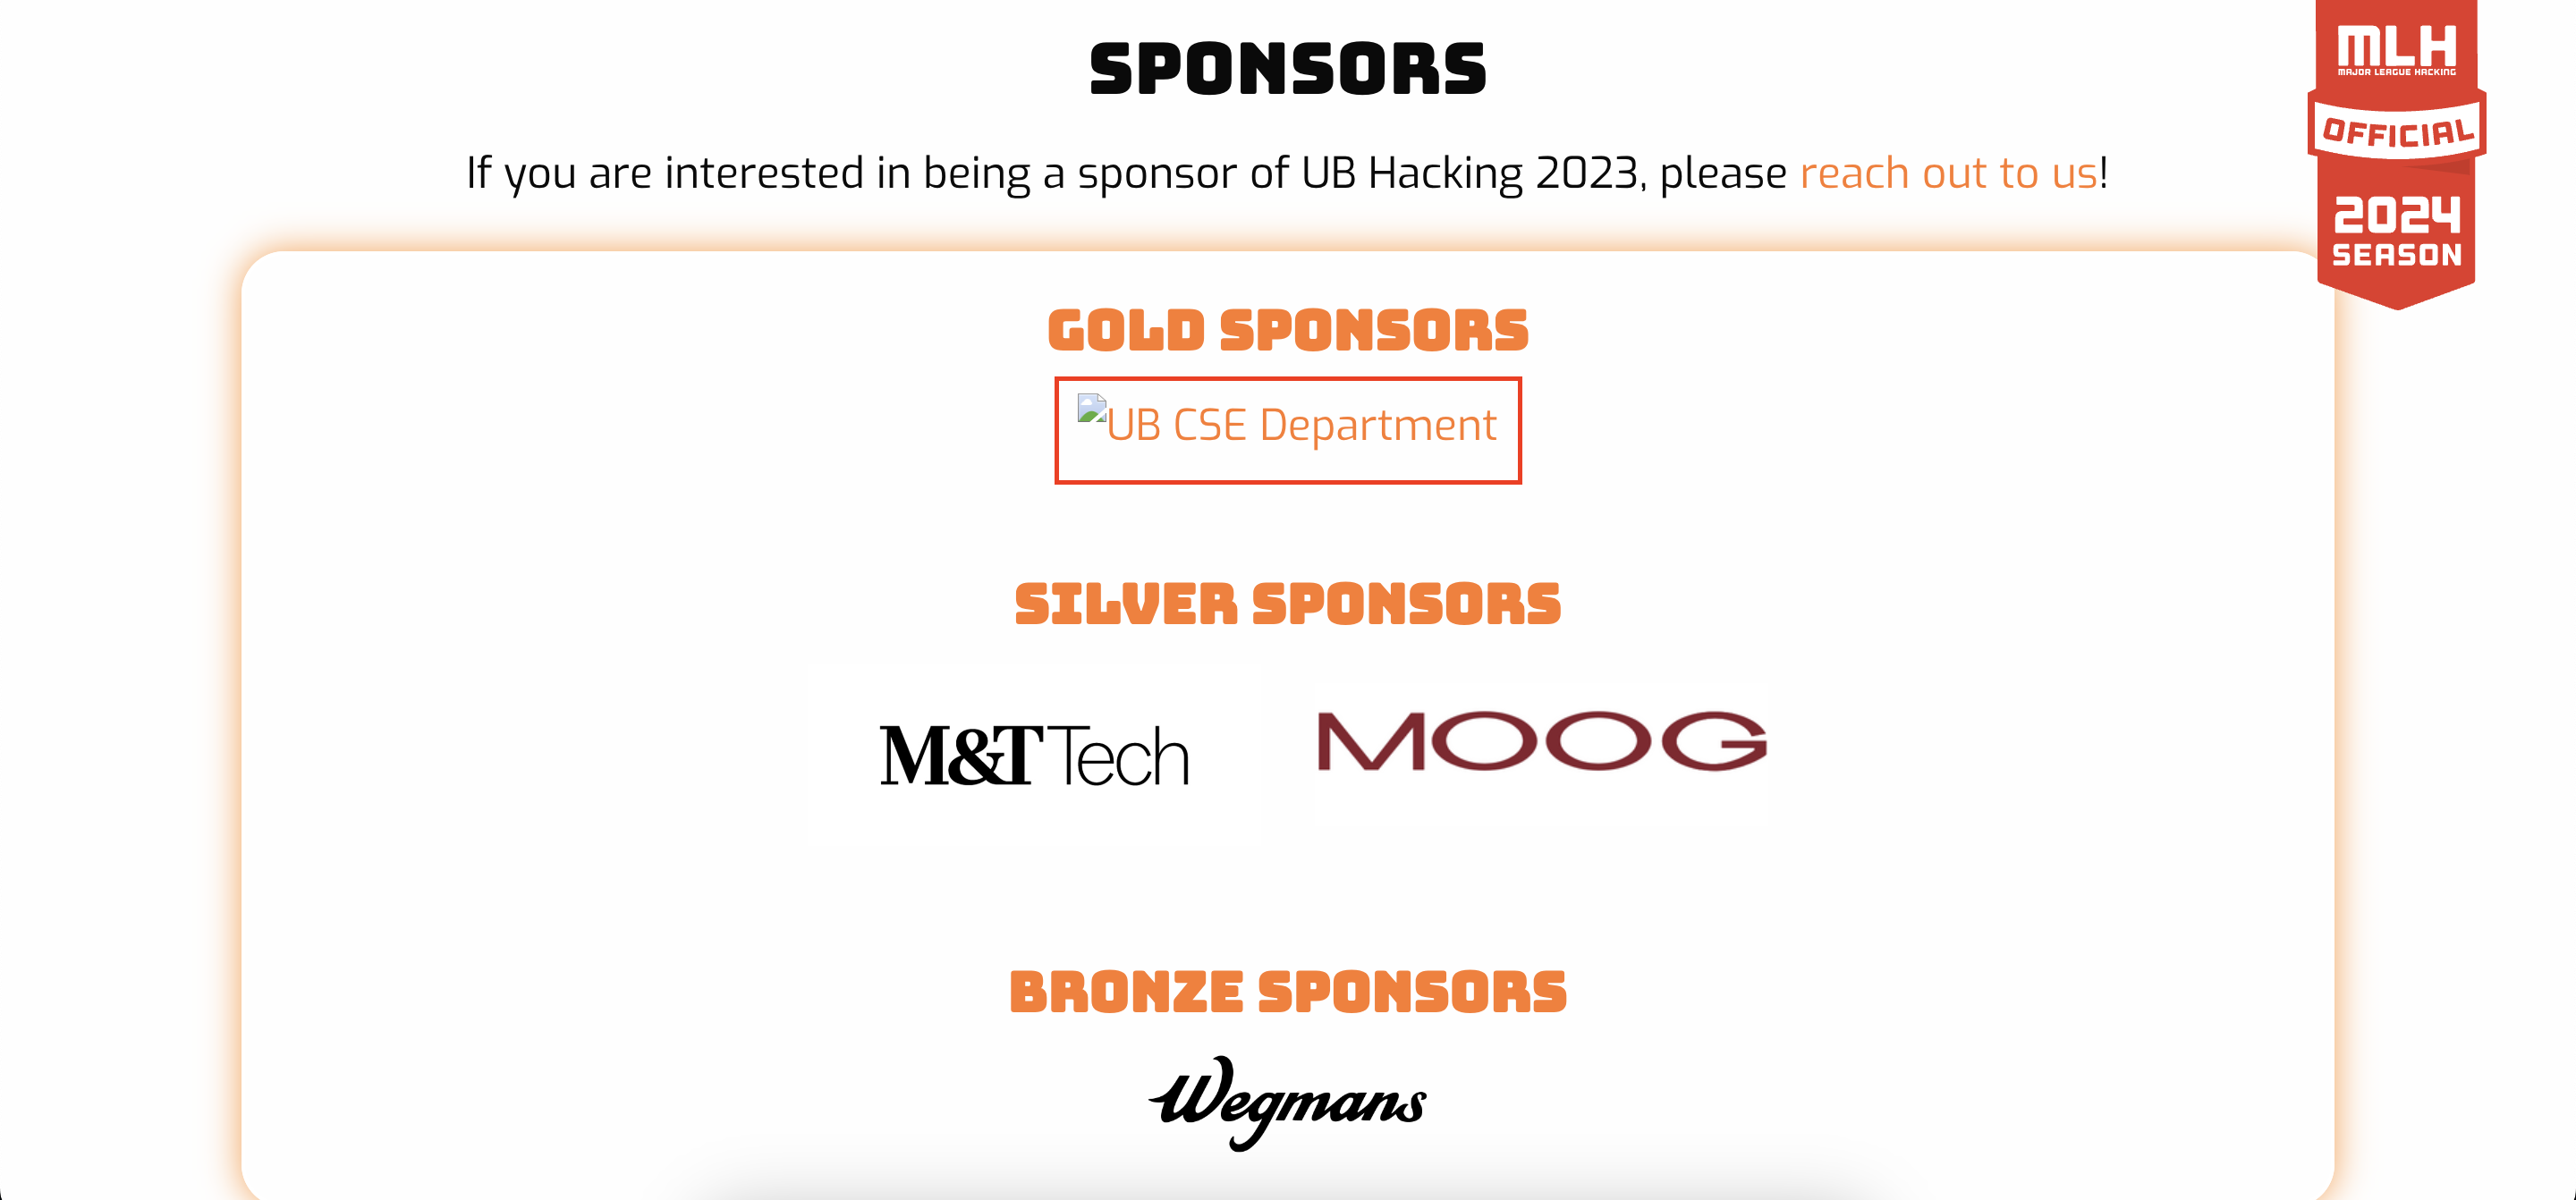 SPONSORS
If you are interested in being a sponsor of UB Hacking 2023, please reach out to us!
MLH
MAJOR LEAGUE HACKING
OFFICIAL
2024
SEASON
GOLD SPONSORS
UB CSE Department
SILVER SPONSORS
M&T Tech
MOOG
BRONZE SPONSORS
Wegmans